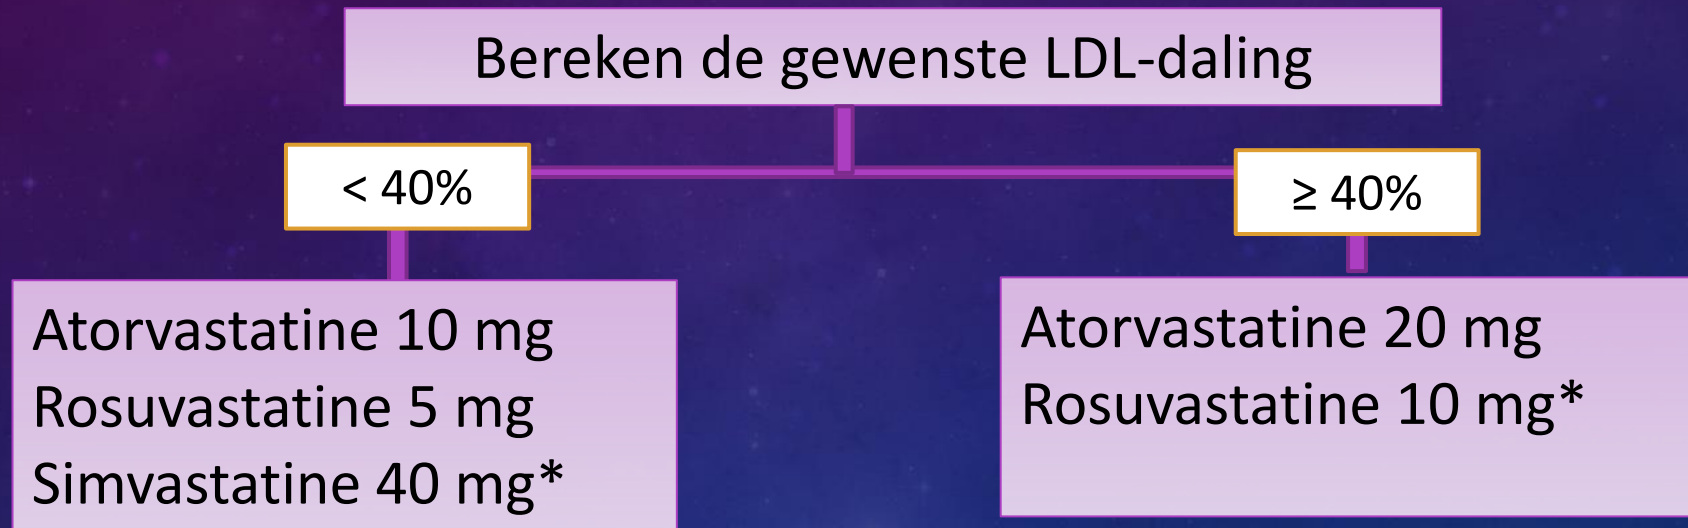 Bereken de gewenste LDL-daling
< 40%
≥ 40%
Atorvastatine 10 mg
Rosuvastatine 5 mg
Simvastatine 40 mg*
Atorvastatine 20 mg
Rosuvastatine 10 mg*